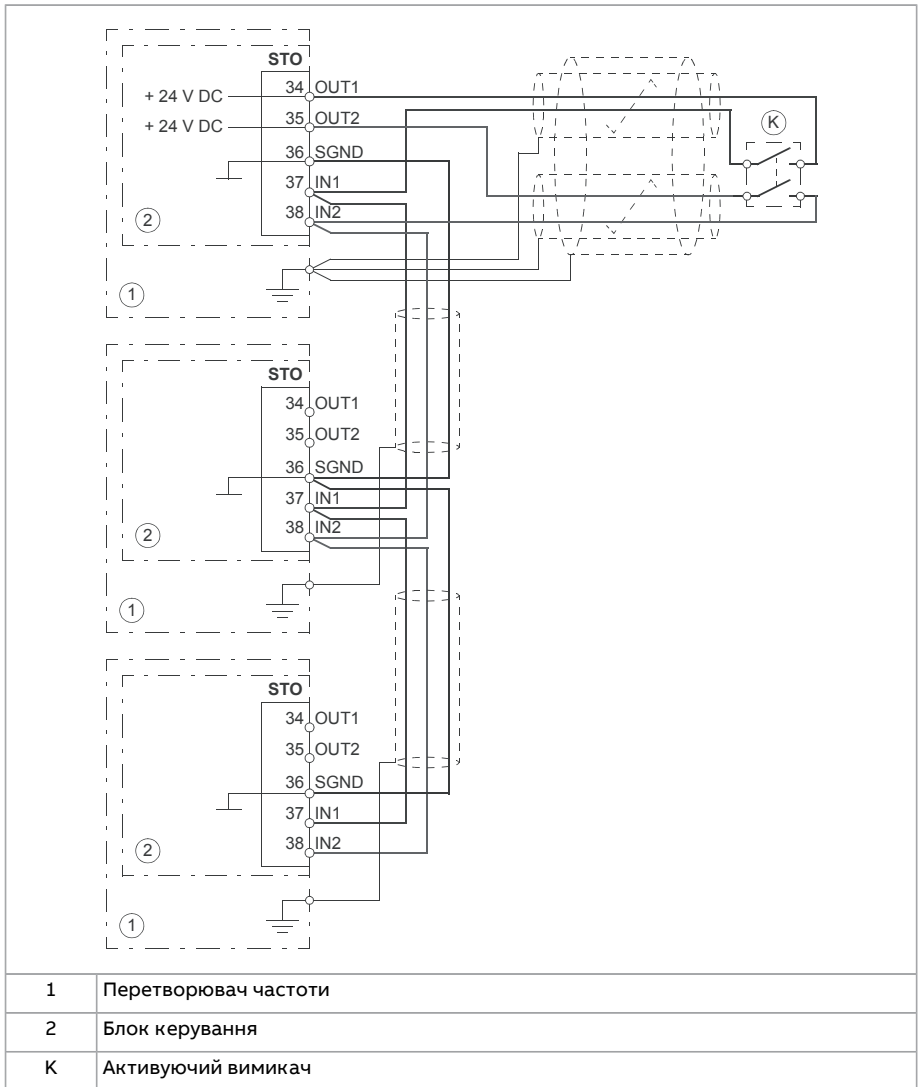 STO
34 OUT1
+ 24 V DC
35 OUT2
+ 24 V DC
K
36 SGND
37 IN1
38 IN2
2
1
STO
34 OUT1
35 OUT2
36 SGND
37 IN1
38 IN2
2
1
STO
34 OUT1
35 OUT2
36 SGND
37 IN1
38 IN2
2
1
1 Перетворювач частоти
2 Блок керування
K Активуючий вимикач